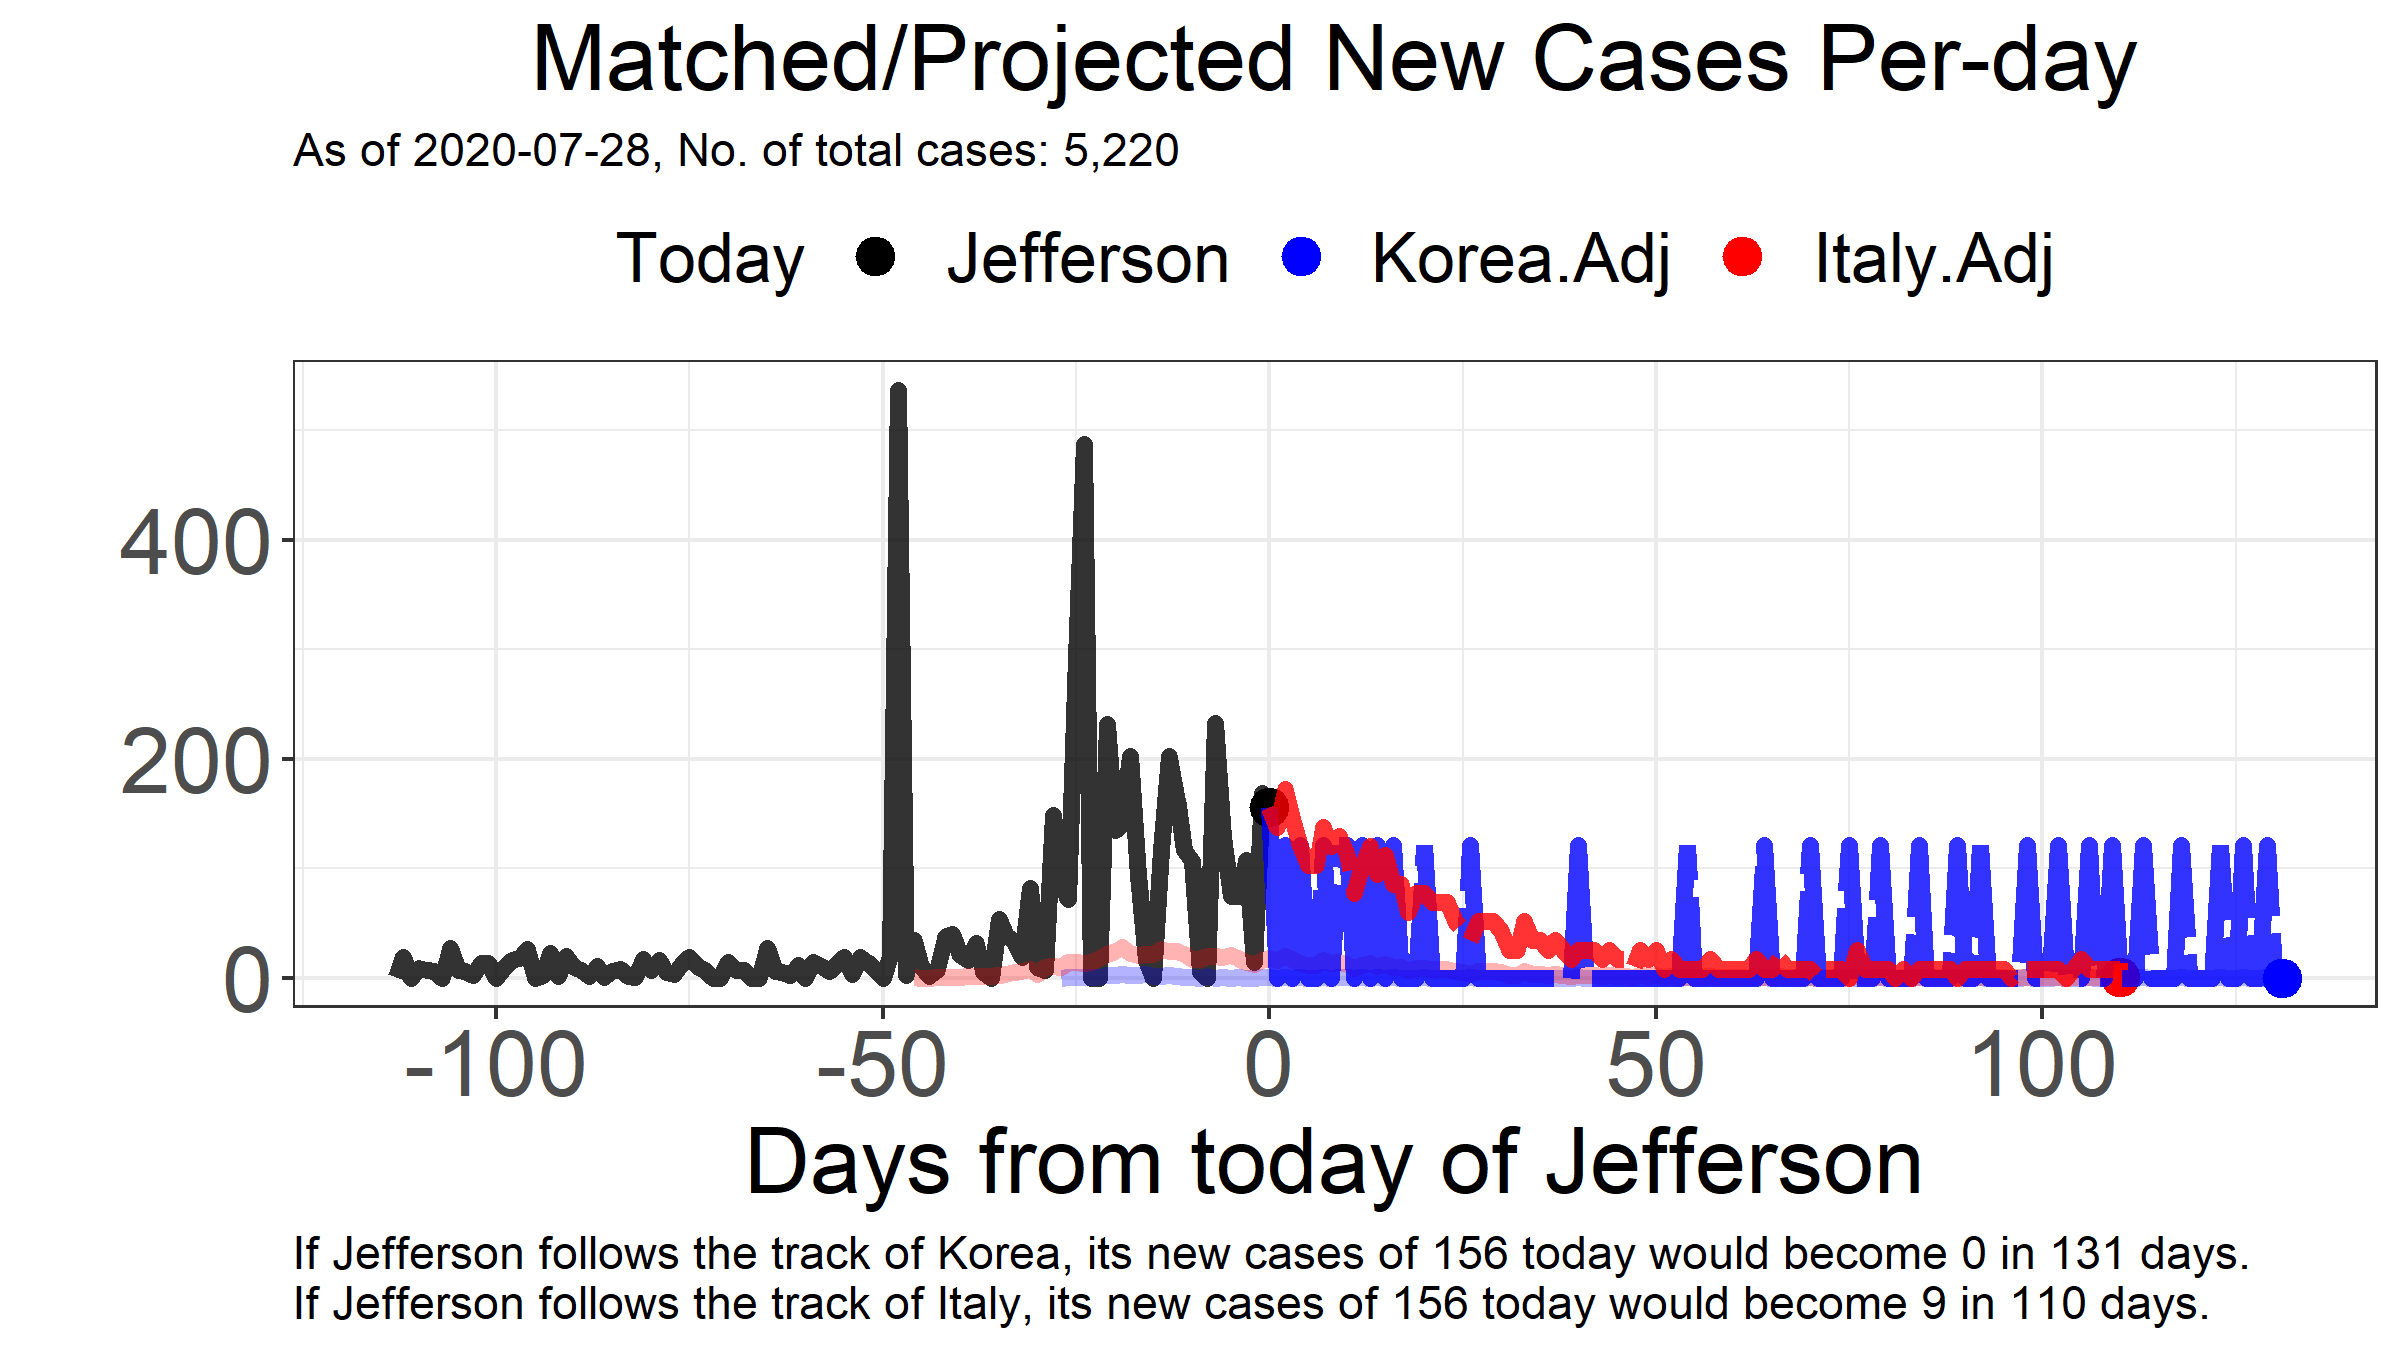 Matched/Projected New Cases Per-day
As of 2020-07-28, No. of total cases: 5,220
Today Jefferson Korea.Adj Italy.Adj
400
200
0
-100 -50 0 50 100
Days from today of Jefferson
If Jefferson follows the track of Korea, its new cases of 156 today would become 0 in 131 days.
If Jefferson follows the track of Italy, its new cases of 156 today would become 9 in 110 days.